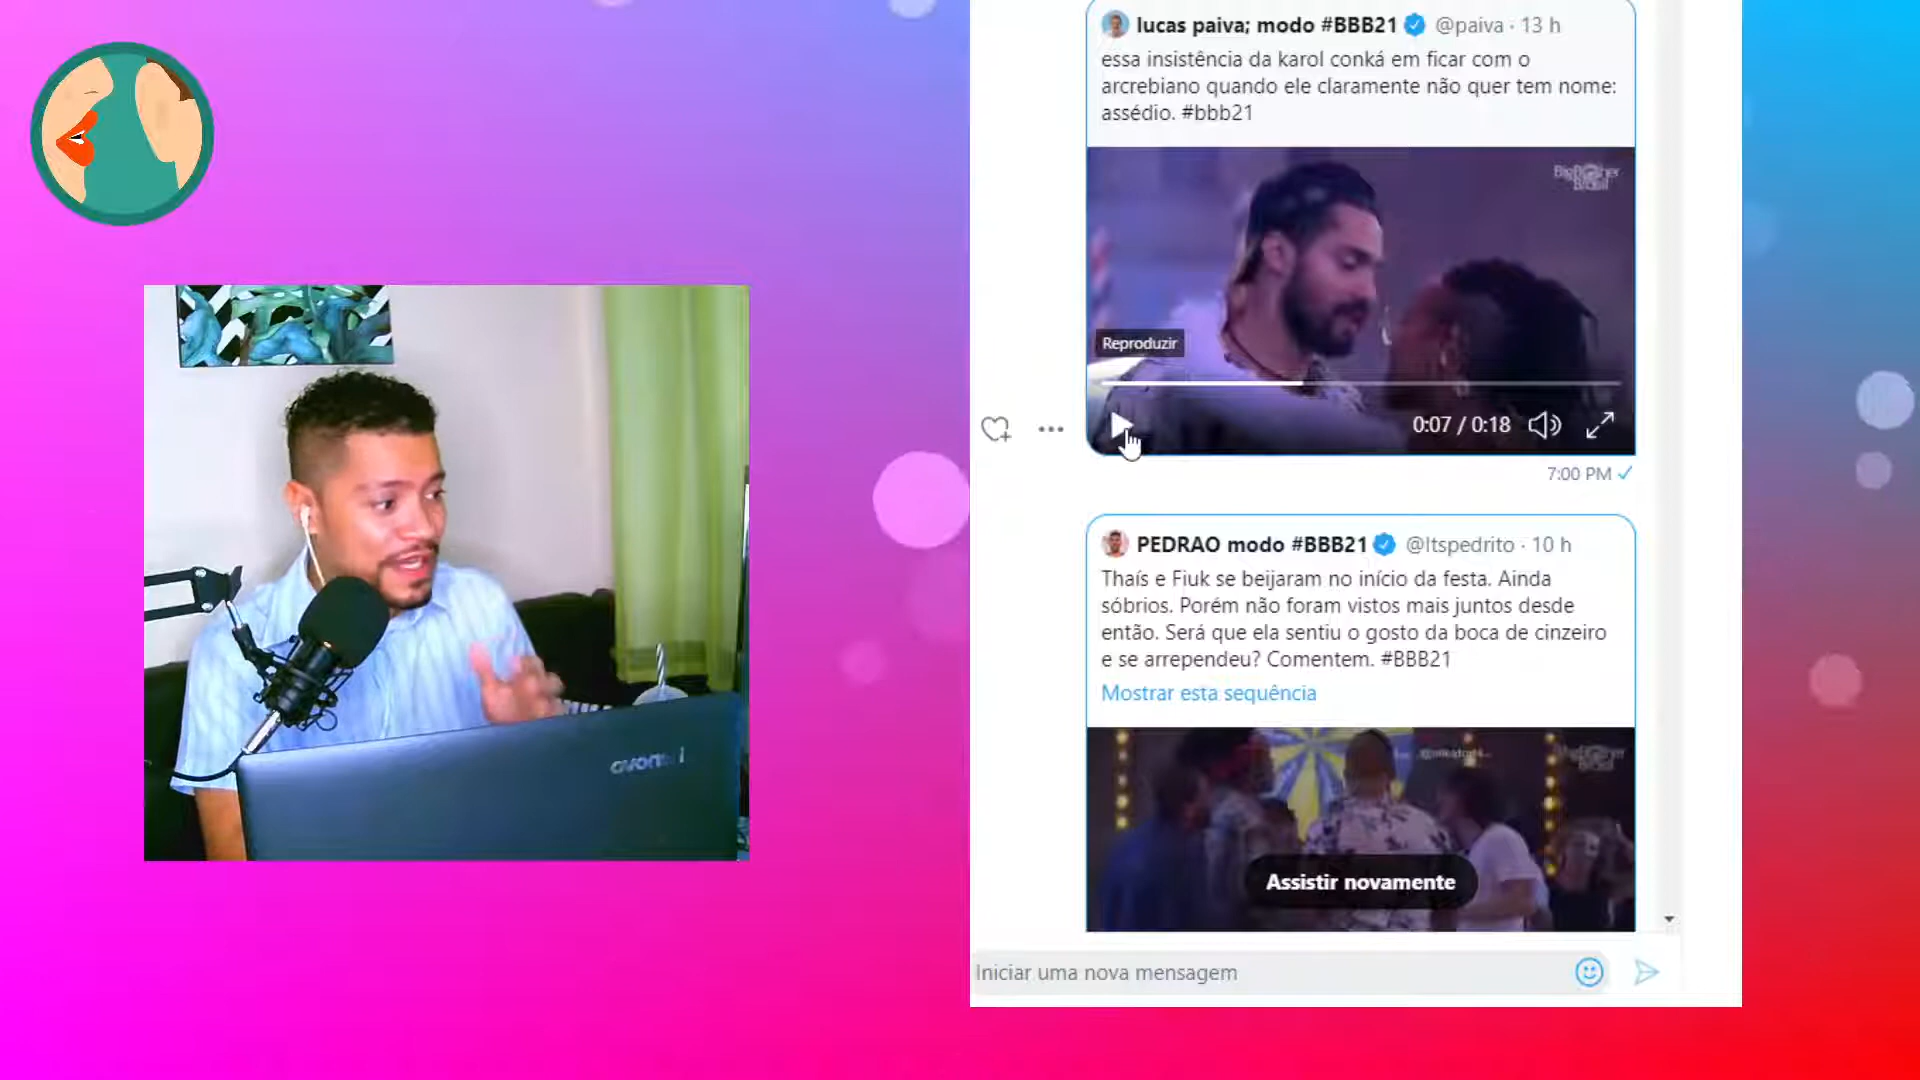 lucas paiva; modo #BBB21 @paiva · 13 h
essa insistência da karol conká em ficar com o
arcrebiano quando ele claramente não quer tem nome:
assédio. #bbb21
Big Brother
Brasil
Reproduzir
0:07 / 0:18
7:00 PM
PEDRAO modo #BBB21 @Itspedrito · 10 h
Thaís e Fiuk se beijaram no início da festa. Ainda
sóbrios. Porém não foram vistos mais juntos desde
então. Será que ela sentiu o gosto da boca de cinzeiro
e se arrependeu? Comentem. #BBB21
Mostrar esta sequência
Assistir novamente
Iniciar uma nova mensagem